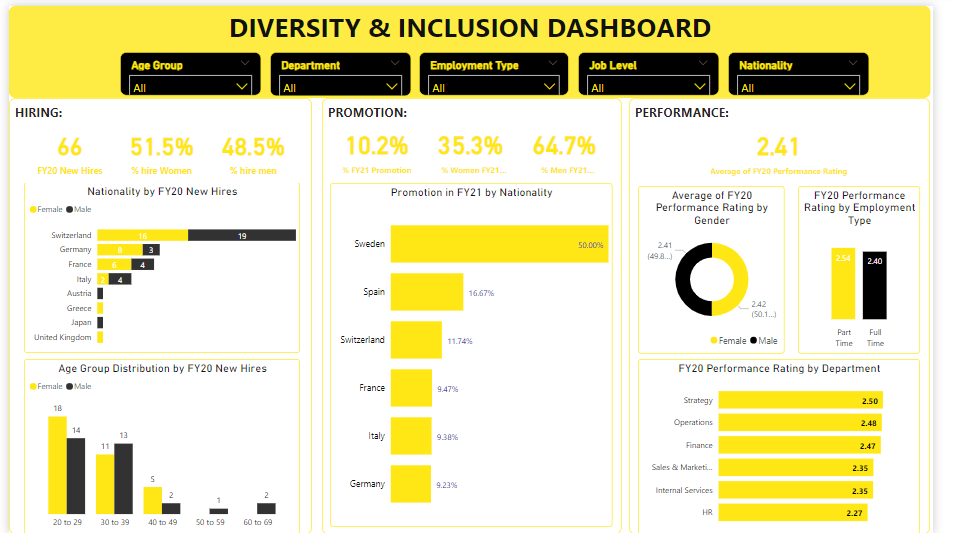 DIVERSITY & INCLUSION DASHBOARD
Age Group
All
Department
All
Employment Type
All
Job Level
All
Nationality
All
HIRING:
66
FY20 New Hires
51.5%
% hire Women
48.5%
% hire men
Nationality by FY20 New Hires
Female Male
Switzerland 19
Germany 8 3
France 6 4
Italy 4
Austria
Greece
Japan
United Kingdom
Age Group Distribution by FY20 New Hires
Female Male
18
14
11
13
5
2
1
2
20 to 29
30 to 39
40 to 49
50 to 59
60 to 69
PROMOTION:
10.2%
% FY21 Promotion
35.3%
% Women FY21...
64.7%
% Men FY21...
Promotion in FY21 by Nationality
Sweden 50.00%
Spain 16.67%
Switzerland 11.74%
France 9.47%
Italy 9.38%
Germany 9.23%
PERFORMANCE:
2.41
Average of FY20 Performance Rating
Average of FY20
Performance Rating by
Gender
2.41
(49.8...)
2.42
(50.1...)
Female Male
FY20 Performance
Rating by Employment
Type
2.54
2.40
Part
Time
Full
Time
FY20 Performance Rating by Department
Strategy 2.50
Operations 2.48
Finance 2.47
Sales & Marketi... 2.35
Internal Services 2.35
HR 2.27